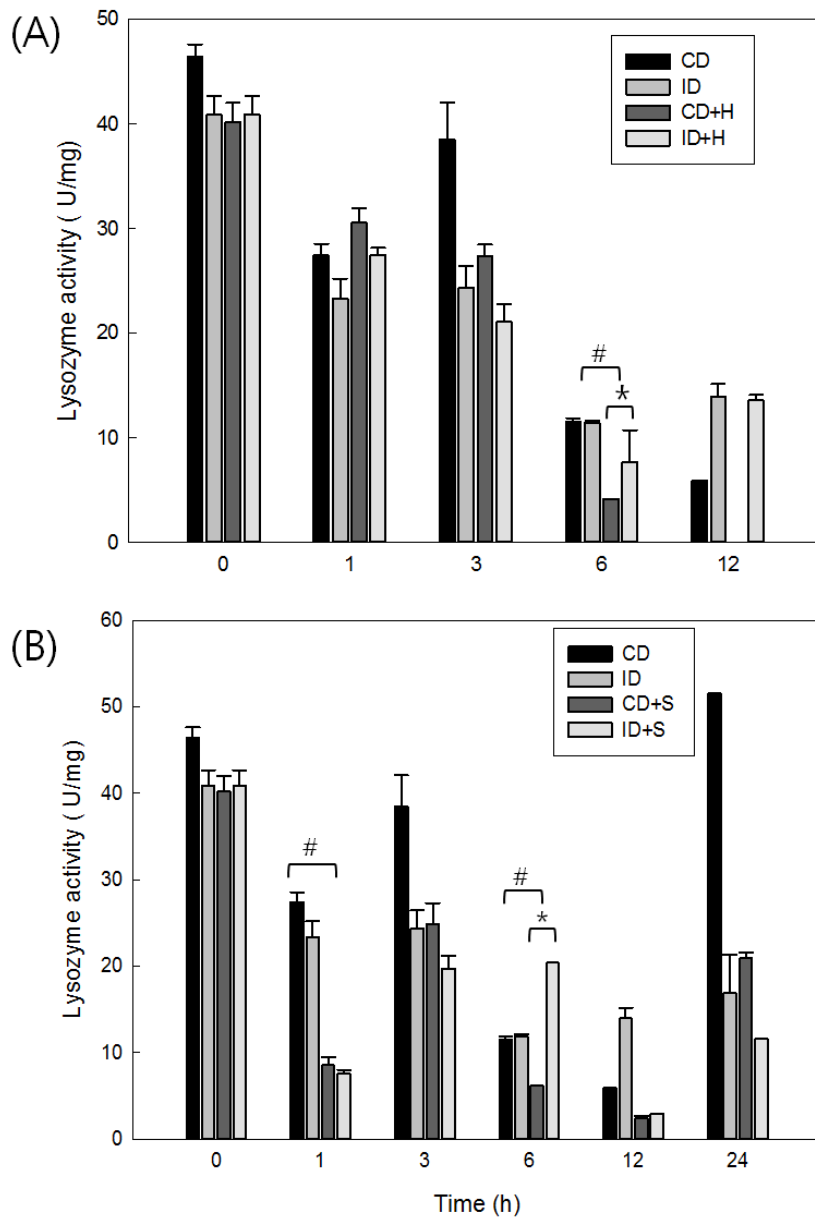 (A)
50
40
30
20
10
0
Lysozyme activity ( U/mg)
CD
ID
CD+H
ID+H
#
*
0 1 3 6 12
(B)
60
50
40
30
20
10
0
Lysozyme activity ( U/mg)
CD
ID
CD+S
ID+S
#
#
*
0 1 3 6 12 24
Time (h)